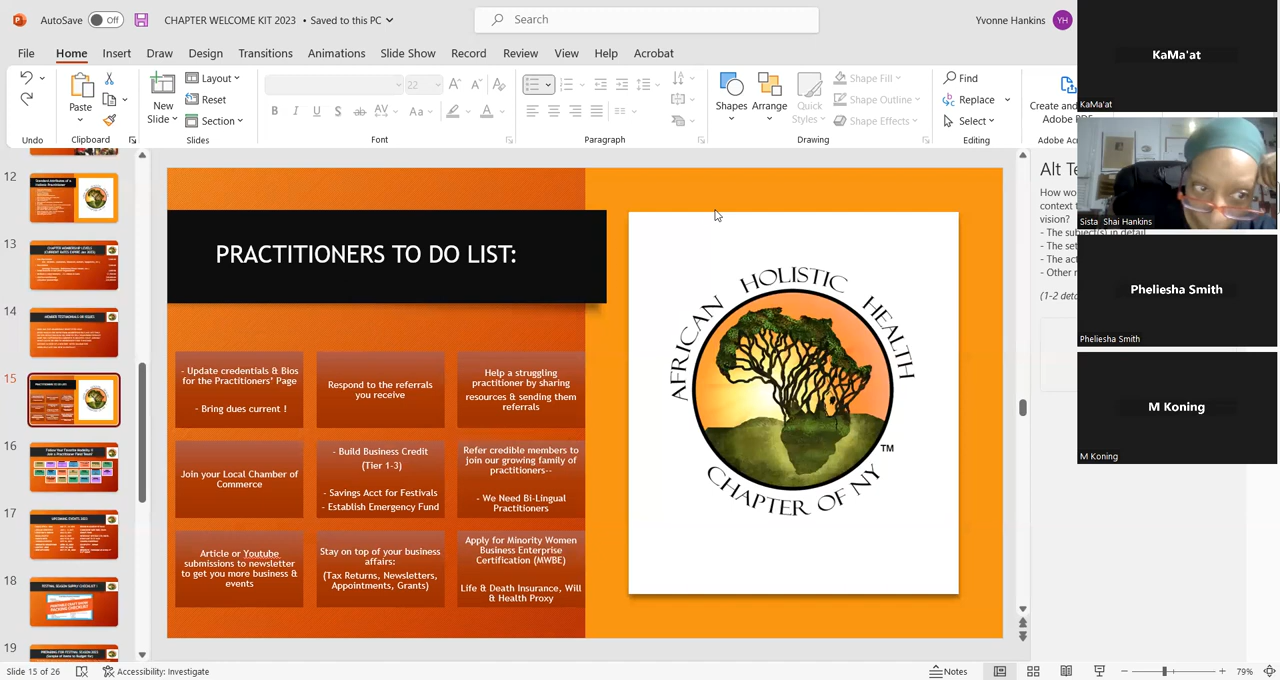 AutoSave Off CHAPTER WELCOME KIT 2023 • Saved to this PC
Search
Yvonne Hankins YH
File Home Insert Draw Design Transitions Animations Slide Show Record Review View Help Acrobat
Undo
Paste
Clipboard
New Slide
Layout
Reset
Section
Slides
22
Font
Paragraph
Shapes
Arrange
Quick Styles
Shape Fill
Shape Outline
Shape Effects
Drawing
Find
Replace
Select
Editing
Create and
Adobe
12
13
14
15
16
17
18
19
PRACTITIONERS TO DO LIST:
- Update credentials & Bios
for the Practitioners' Page
- Bring dues current !
Respond to the referrals
you receive
Help a struggling
practitioner by sharing
resources & sending them
referrals
Join your Local Chamber of
Commerce
- Build Business Credit
(Tier 1-3)
- Savings Acct for Festivals
- Establish Emergency Fund
Refer credible members to
join our growing family of
practitioners--
- We Need Bi-Lingual
Practitioners
Article or Youtube
submissions to newsletter
to get you more business &
events
Stay on top of your business
affairs:
(Tax Returns, Newsletters,
Appointments, Grants)
Apply for Minority Women
Business Enterprise
Certification (MWBE)
Life & Death Insurance, Will
& Health Proxy
AFRICAN HOLISTIC HEALTH
CHAPTER OF NY
TM
KaMa'at
KaMa'at
Sista Shai Hankins
Pheliesha Smith
Pheliesha Smith
M Koning
M Koning
Slide 15 of 26
Accessibility: Investigate
Notes
79%